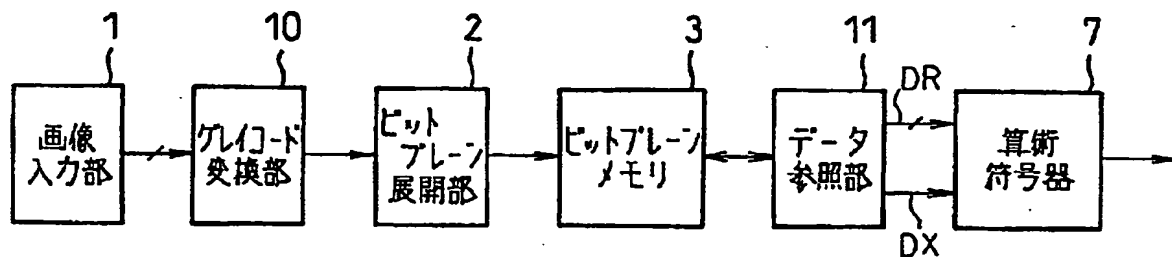 1
10
2
3
11
7
画像
入力部
グレイコード
変換部
ビット
プレーン
展開部
ビットプレーン
メモリ
データ
参照部
DR
DX
算術
符号器